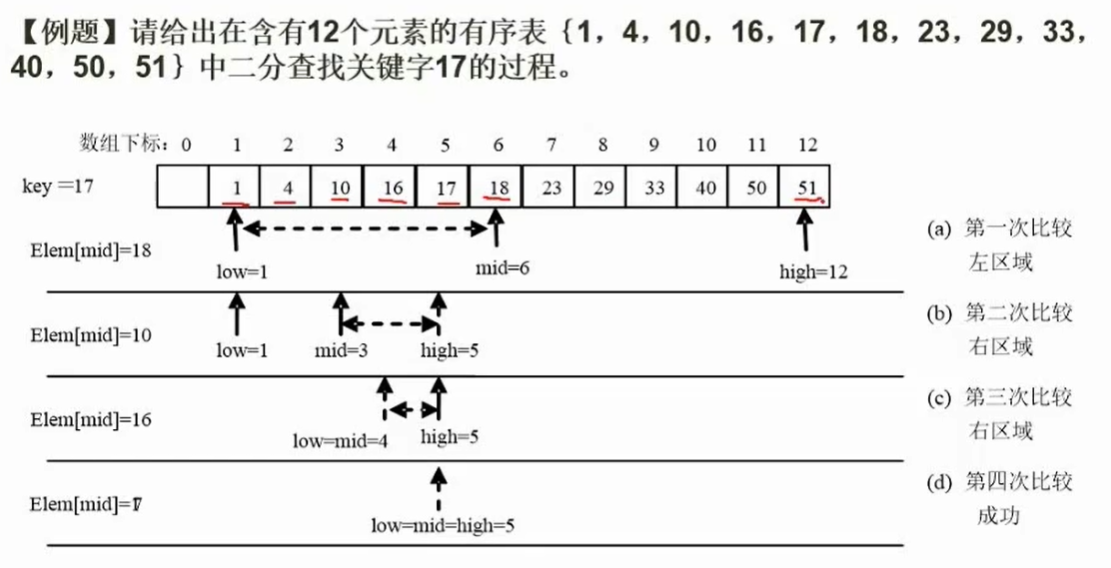 【例题】请给出在含有12个元素的有序表{1，4，10，16，17，18，23，29，33，
40，50，51}中二分查找关键字17的过程。
数组下标：0 1 2 3 4 5 6 7 8 9 10 11 12
key =17 1 4 10 16 17 18 23 29 33 40 50 51
Elem[mid]=18
low=1 mid=6 high=12
(a) 第一次比较
左区域
Elem[mid]=10
low=1 mid=3 high=5
(b) 第二次比较
右区域
Elem[mid]=16
low=mid=4 high=5
(c) 第三次比较
右区域
Elem[mid]=17
low=mid=high=5
(d) 第四次比较
成功